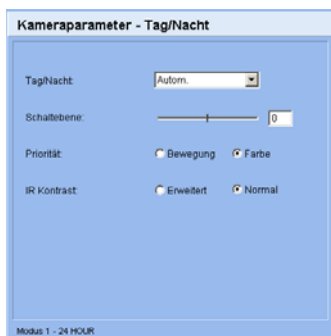 Kameraparameter - Tag/Nacht
Tag/Nacht: Autom.
Schaltebene: 0
Priorität: Bewegung Farbe
IR Kontrast: Erweitert Normal
Modus 1 - 24 HOUR